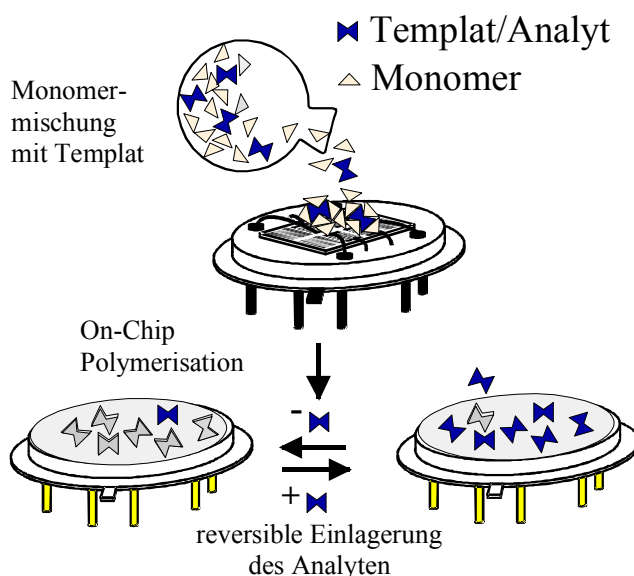 Templat/Analyt
Monomer
Monomer-
mischung
mit Templat
On-Chip
Polymerisation
-
+
reversible Einlagerung
des Analyten